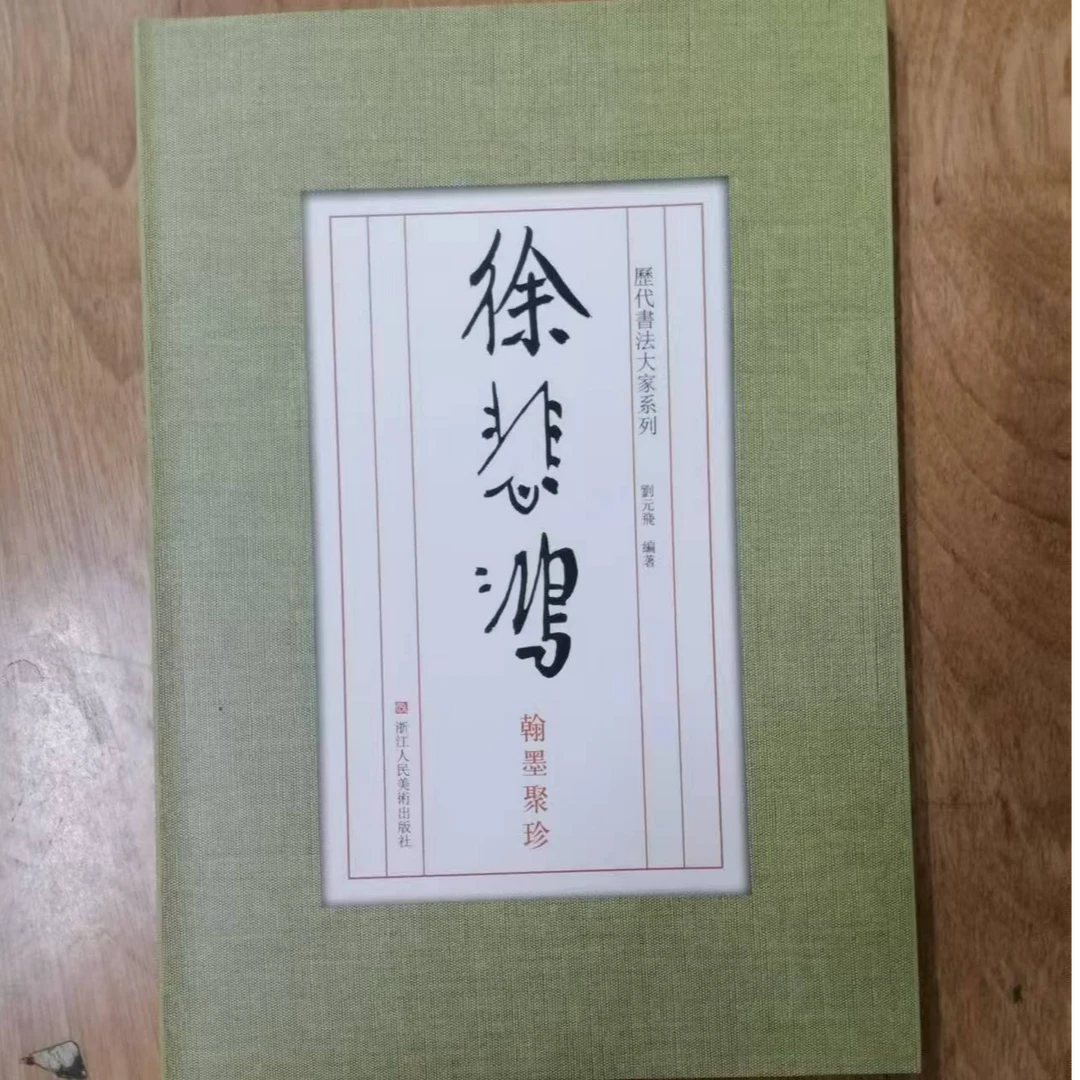 歷代書法大家系列
劉元飛 編著
徐悲鴻
翰墨聚珍
浙江人民美術出版社